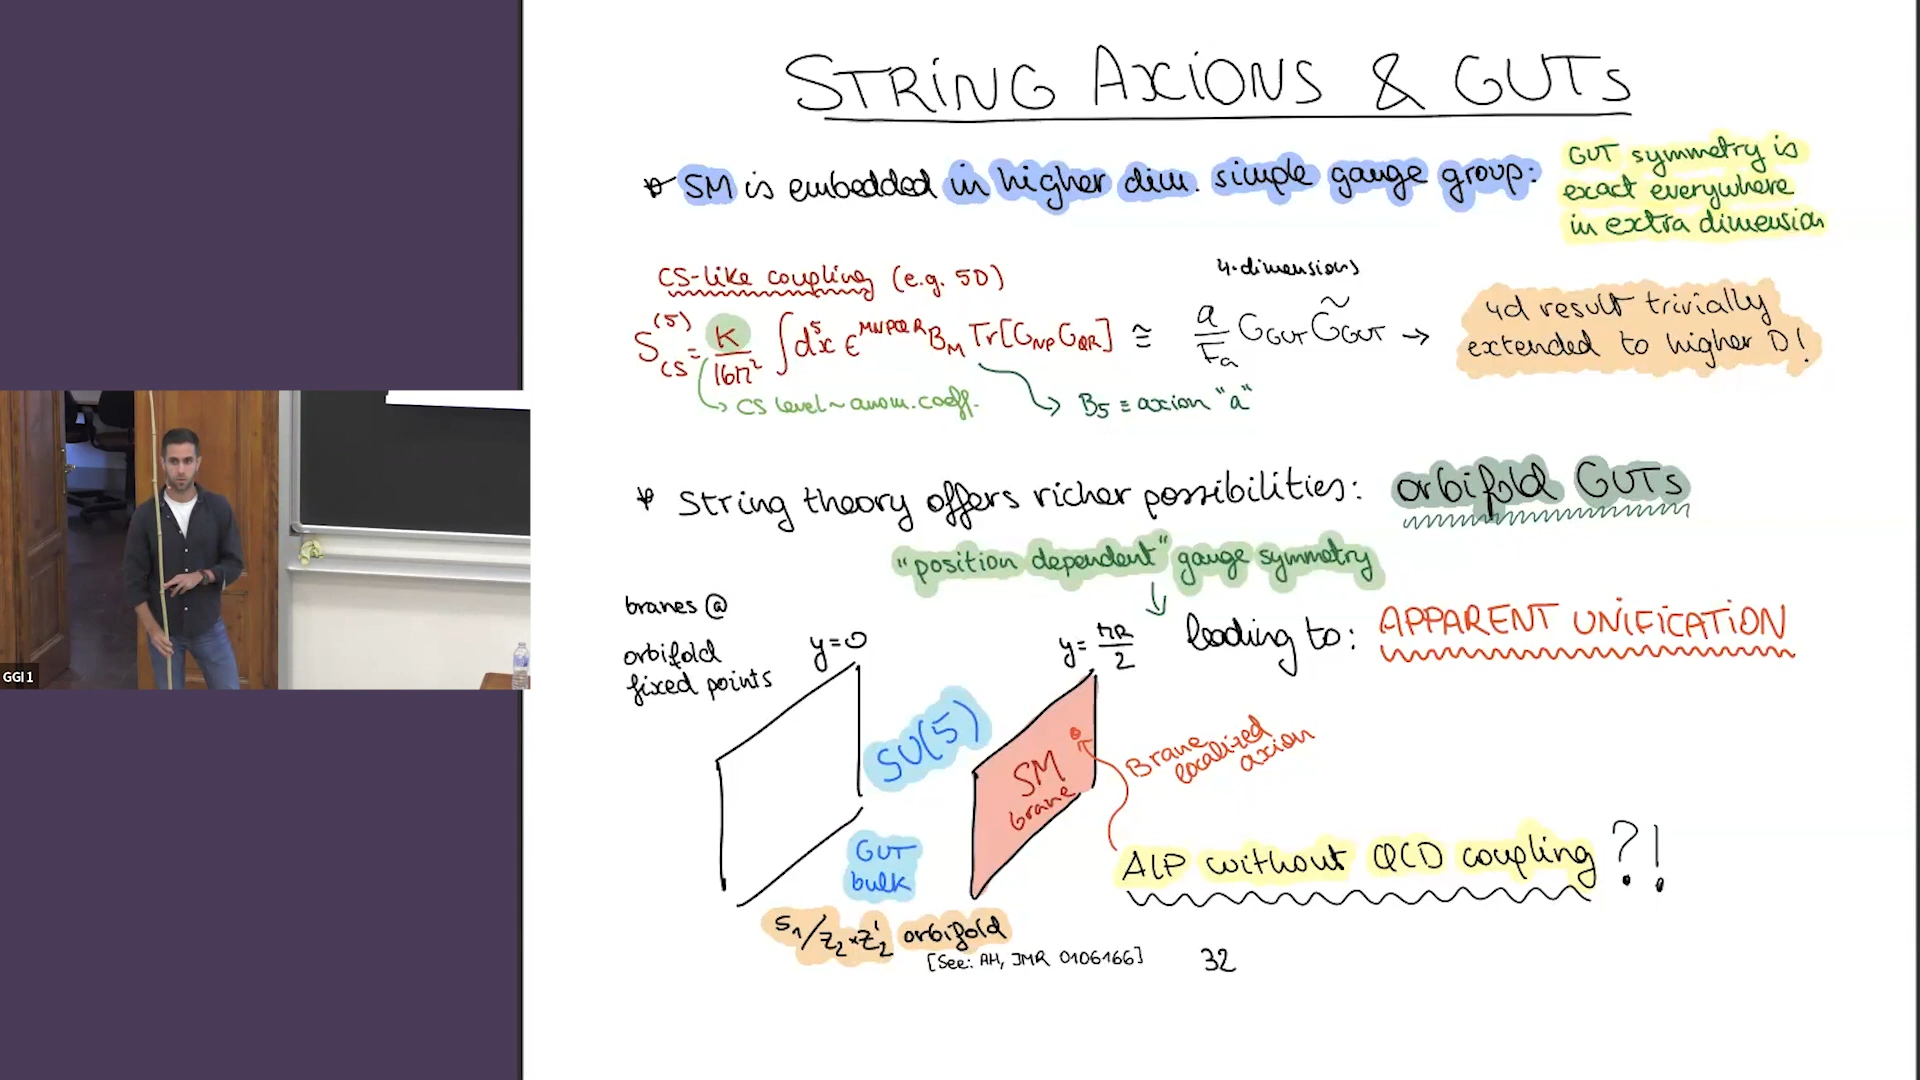 STRING AXIONS & GUTs
SM is embedded in higher dim. simple gauge group:
GUT symmetry is
exact everywhere
in extra dimension
CS-like coupling (e.g. 5D)
4-dimensions
S_CS^(5) = K/16π² ∫d⁵x ε^MNPQR B_M Tr[G_NP G_QR] ≅ a/F_a G_GUT G̃_GUT →
4d result trivially
extended to higher D!
CS level ~ anom. coeff.
B₅ ≡ axion "a"
String theory offers richer possibilities: orbifold GUTs
"position dependent" gauge symmetry
branes @
orbifold
fixed points
y=0
y= πR/2
leading to: APPARENT UNIFICATION
SU(5)
SM
brane
Brane
localized
axion
GUT
bulk
ALP without QCD coupling ?!
S₁/Z₂×Z₂' orbifold
[See: AH, JMR 0106166]
32
GGI 1